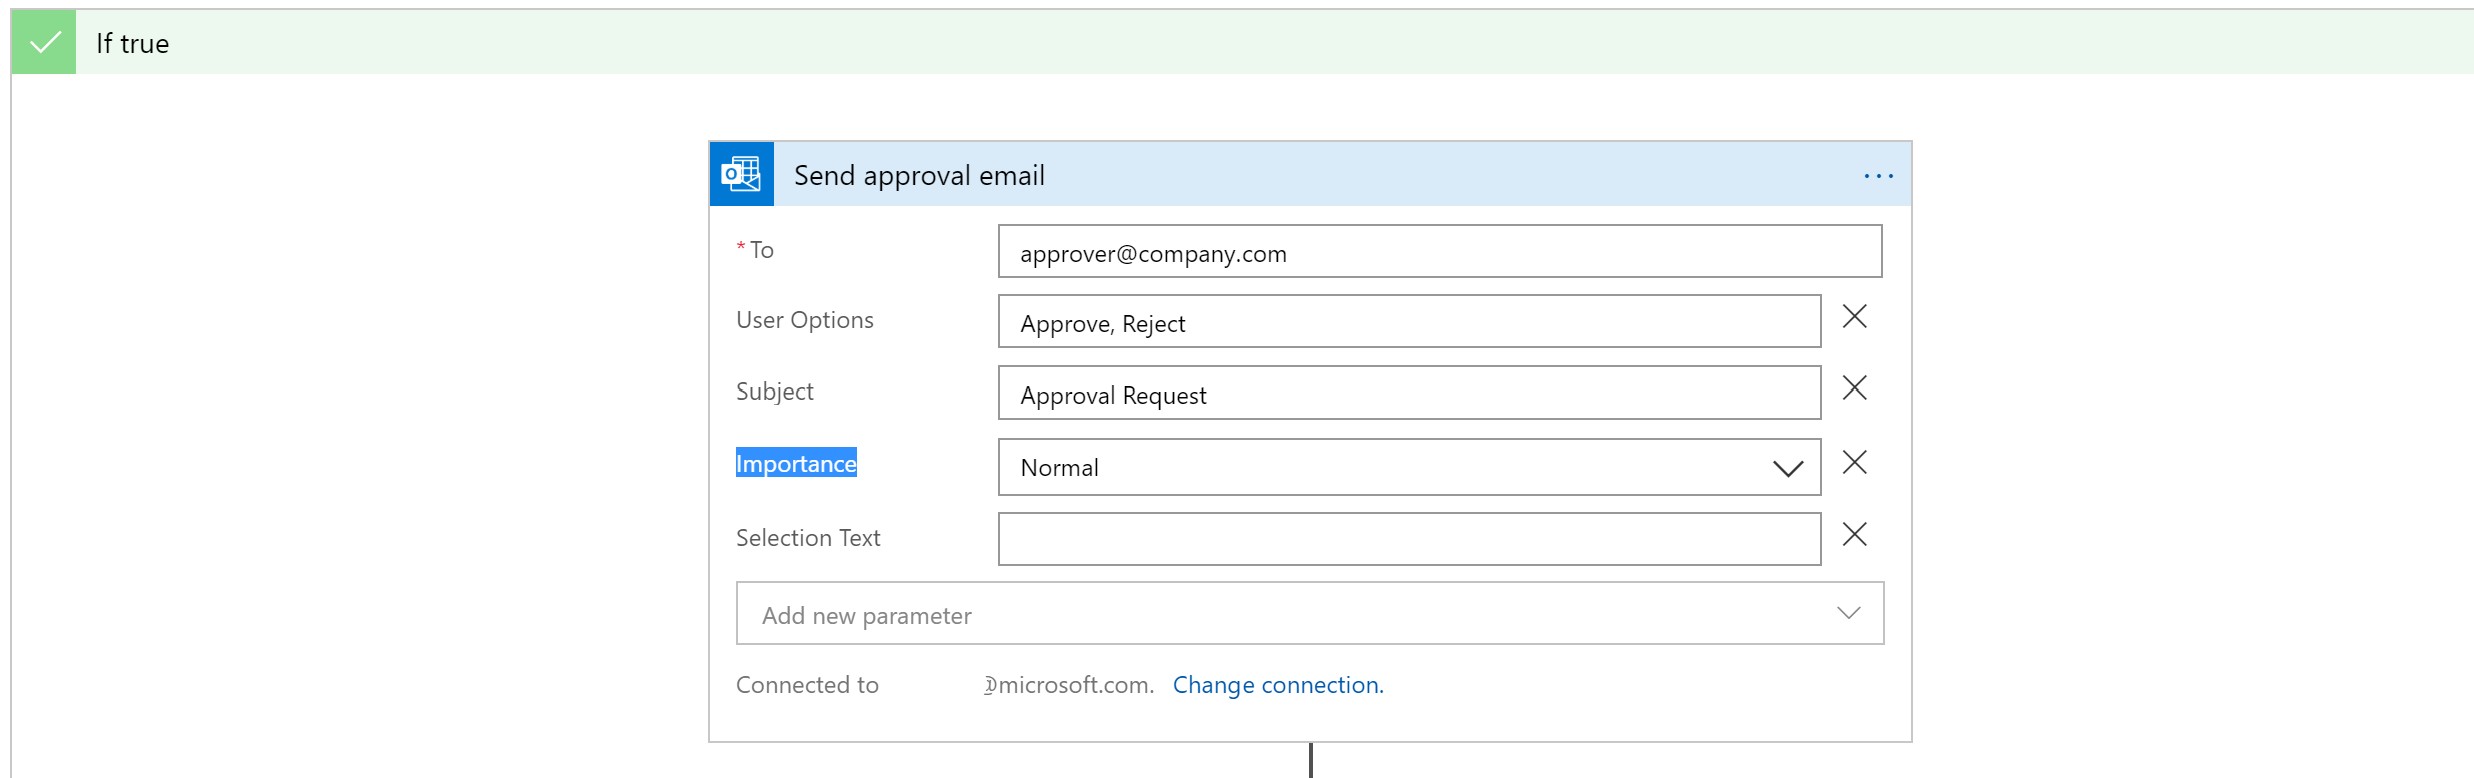 If true
Send approval email
* To
approver@company.com
User Options
Approve, Reject
Subject
Approval Request
Importance
Normal
Selection Text
Add new parameter
Connected to microsoft.com. Change connection.